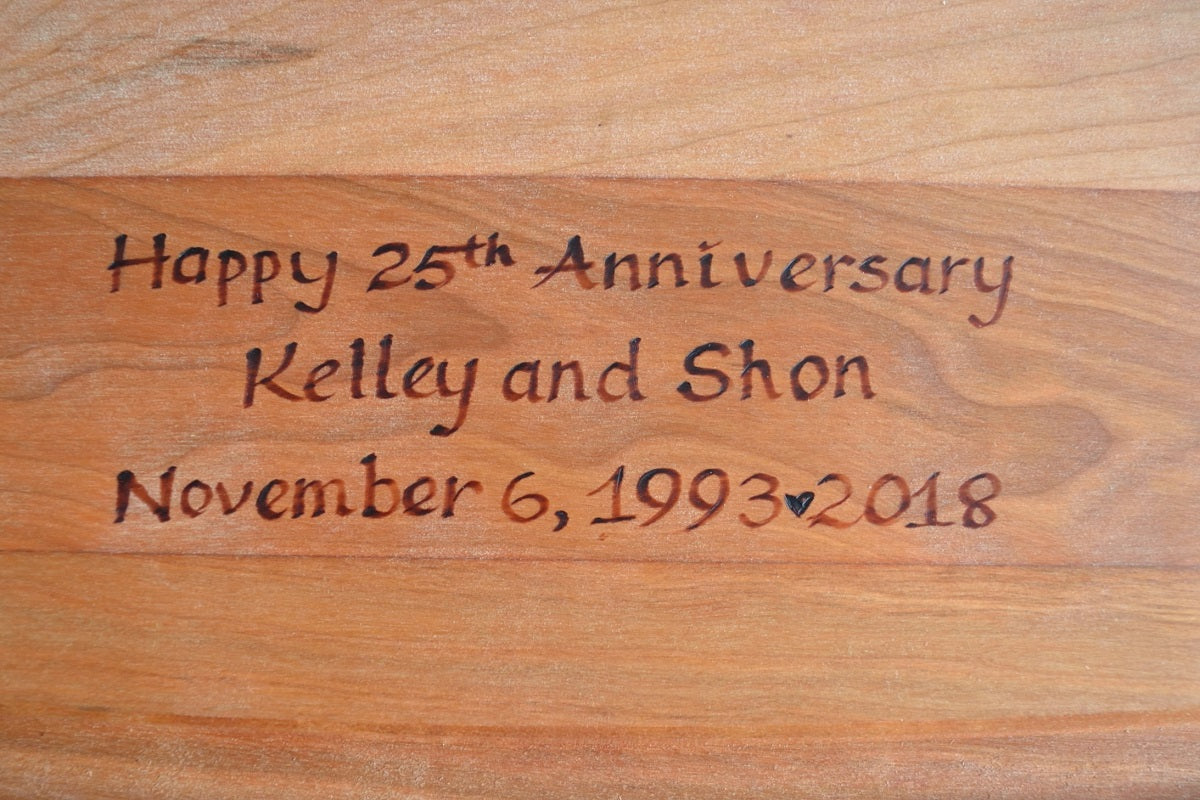 Happy 25th Anniversary
Kelley and Shon
November 6, 1993♥2018